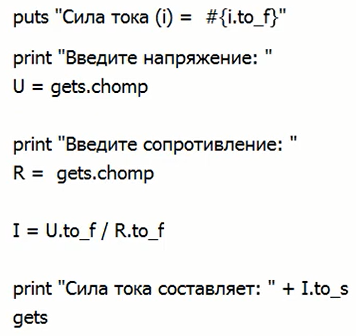 puts "Сила тока (i) =  #{i.to_f}"
print "Введите напряжение: "
U = gets.chomp
print "Введите сопротивление: "
R =  gets.chomp
I = U.to_f / R.to_f
print "Сила тока составляет: " + I.to_s
gets